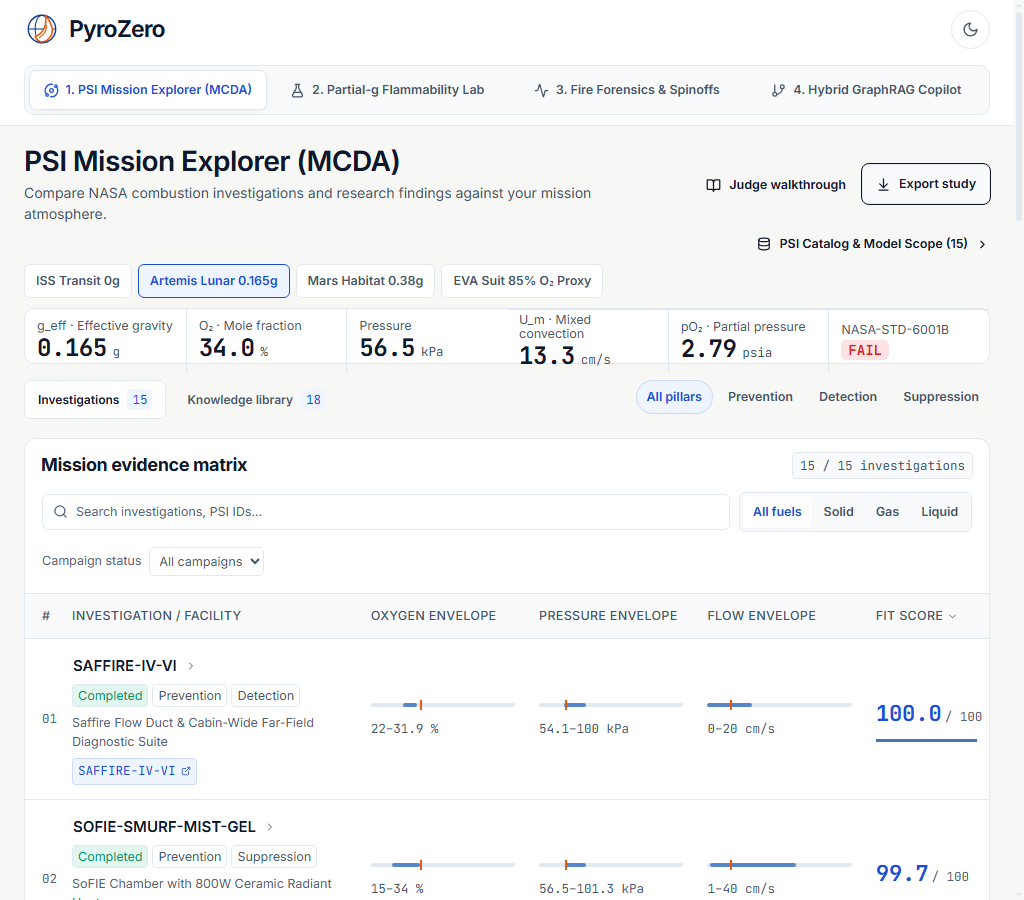 PyroZero
1. PSI Mission Explorer (MCDA)
2. Partial-g Flammability Lab
3. Fire Forensics & Spinoffs
4. Hybrid GraphRAG Copilot
PSI Mission Explorer (MCDA)
Compare NASA combustion investigations and research findings against your mission
atmosphere.
Judge walkthrough
Export study
PSI Catalog & Model Scope (15)
ISS Transit 0g
Artemis Lunar 0.165g
Mars Habitat 0.38g
EVA Suit 85% O₂ Proxy
g_eff · Effective gravity
0.165 g
O₂ · Mole fraction
34.0 %
Pressure
56.5 kPa
U_m · Mixed
convection
13.3 cm/s
pO₂ · Partial pressure
2.79 psia
NASA-STD-6001B
FAIL
Investigations 15
Knowledge library 18
All pillars
Prevention
Detection
Suppression
Mission evidence matrix
15 / 15 investigations
Search investigations, PSI IDs...
All fuels
Solid
Gas
Liquid
Campaign status
All campaigns
# INVESTIGATION / FACILITY OXYGEN ENVELOPE PRESSURE ENVELOPE FLOW ENVELOPE FIT SCORE
01
SAFFIRE-IV-VI
Completed Prevention Detection
Saffire Flow Duct & Cabin-Wide Far-Field
Diagnostic Suite
SAFFIRE-IV-VI
22–31.9 %
54.1–100 kPa
0–20 cm/s
100.0 / 100
02
SOFIE-SMURF-MIST-GEL
Completed Prevention Suppression
SoFIE Chamber with 800W Ceramic Radiant
15–34 %
56.5–101.3 kPa
1–40 cm/s
99.7 / 100